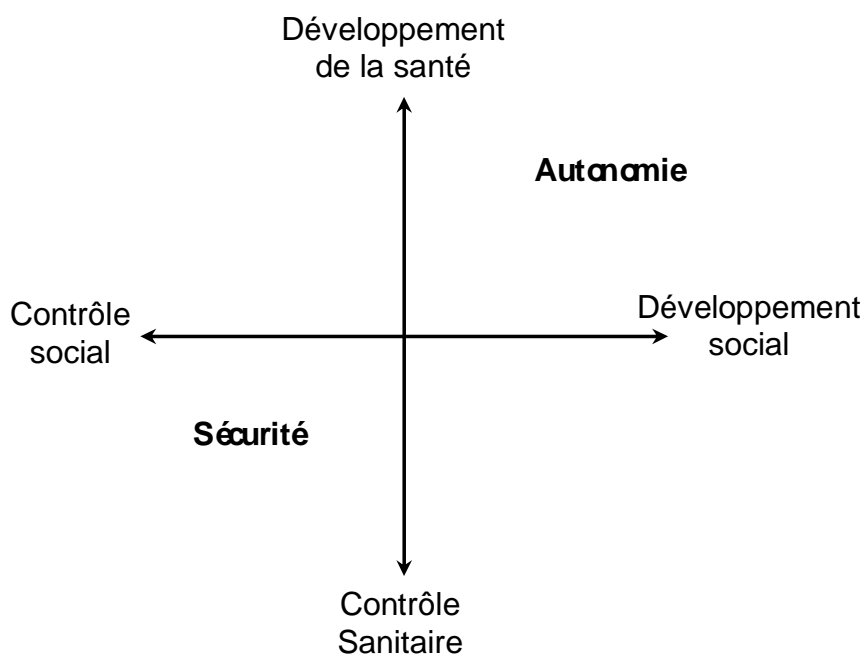 Développement
de la santé
Autonomie
Contrôle
social
Développement
social
Sécurité
Contrôle
Sanitaire